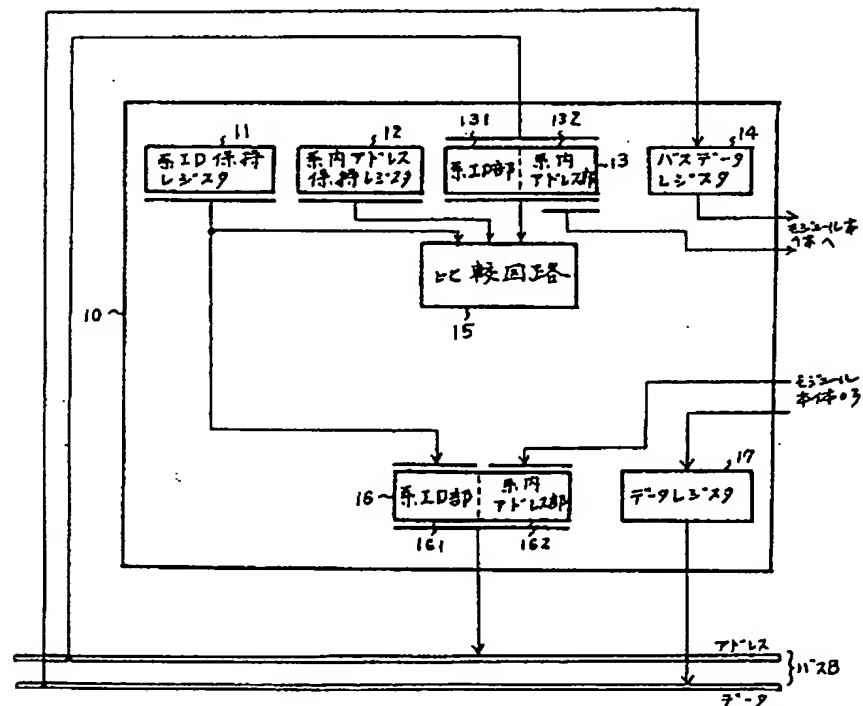 131
132
11
12
13
14
系ID保持
レジスタ
系内アドレス
保持レジスタ
系ID部
系内
アドレス部
バスデータ
レジスタ
モジュール本
体へ
比較回路
10
15
モジュール
本体から
17
16
系ID部
系内
アドレス部
データレジスタ
161
162
アドレス
バスB
データ